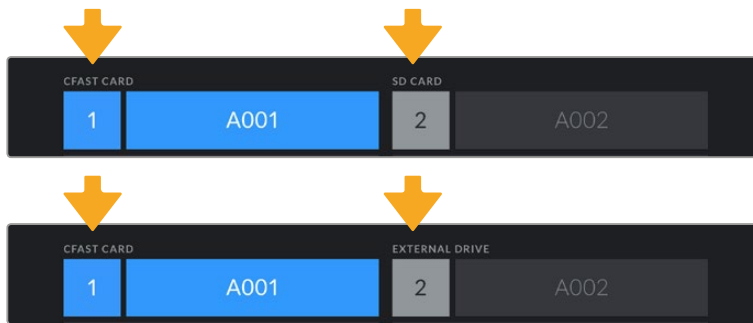 CFAST CARD SD CARD
1 A001 2 A002
CFAST CARD EXTERNAL DRIVE
1 A001 2 A002